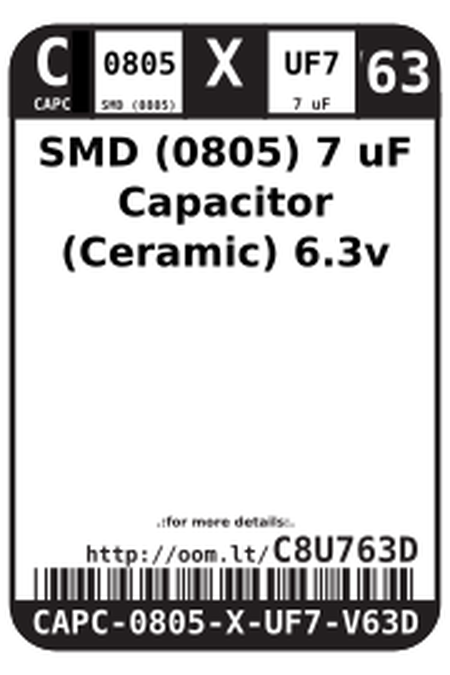 C 0805 X UF7 '63
CAPC SMD (0805) 7 uF
SMD (0805) 7 uF
Capacitor
(Ceramic) 6.3v
.:for more details:.
http://oom.lt/C8U763D
CAPC-0805-X-UF7-V63D